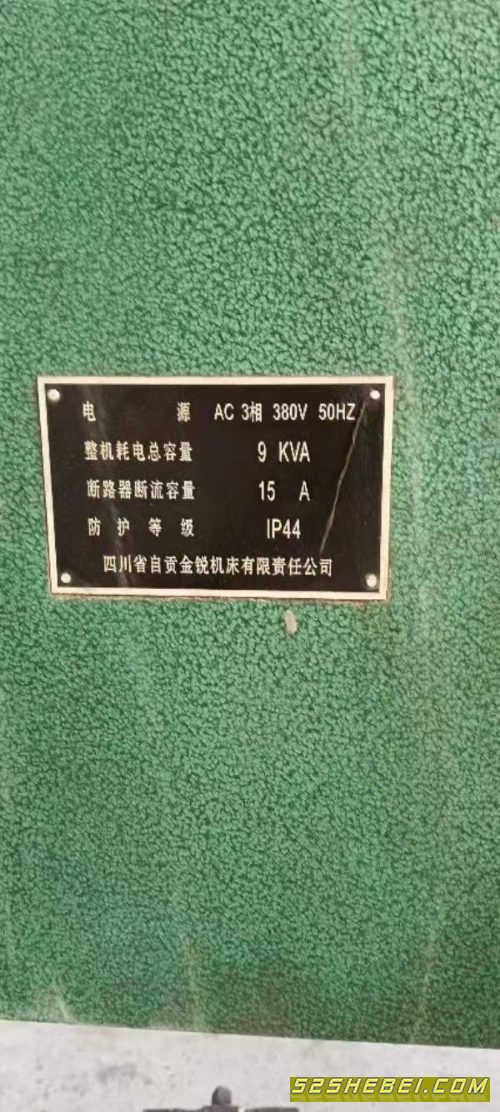 电 源 AC 3相 380V 50HZ
整机耗电总容量 9 KVA
断路器断流容量 15 A
防护等级 IP44
四川省自贡金锐机床有限责任公司
52SHEBEI.COM